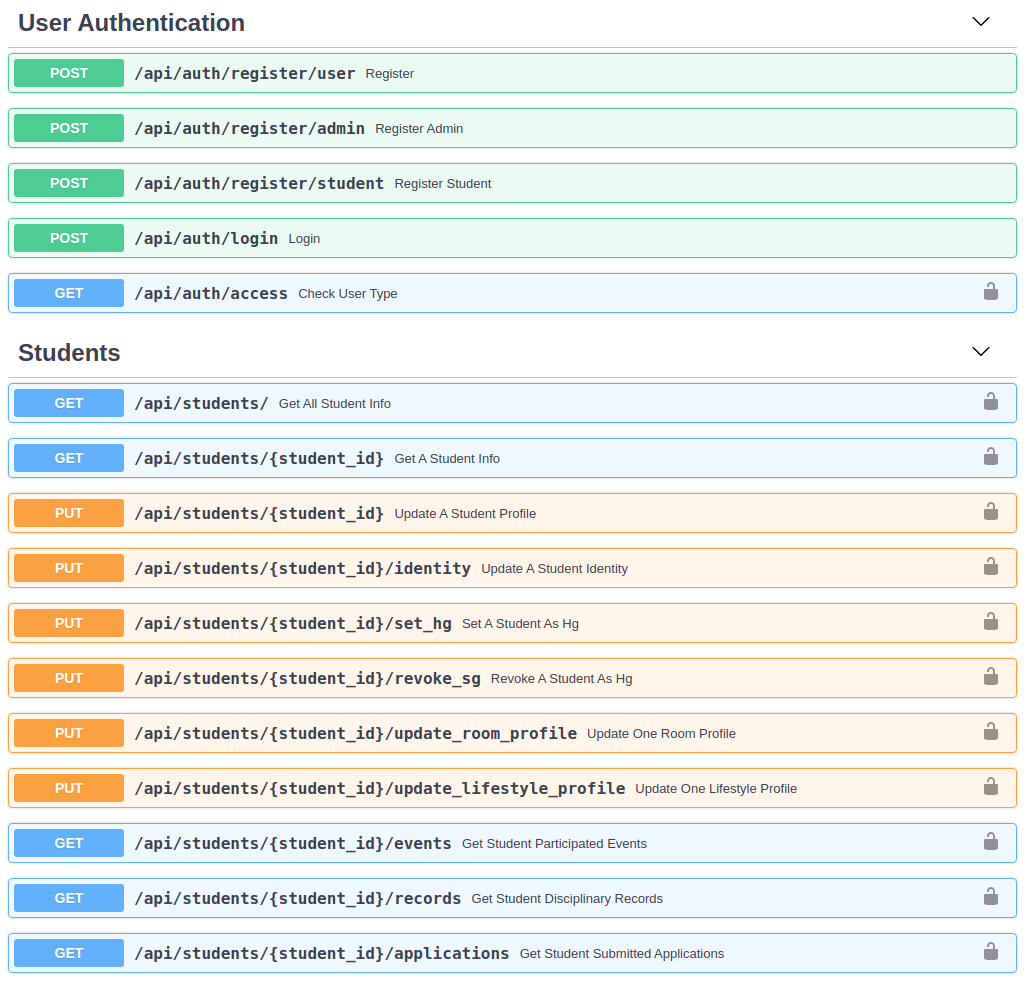 User Authentication
POST /api/auth/register/user Register
POST /api/auth/register/admin Register Admin
POST /api/auth/register/student Register Student
POST /api/auth/login Login
GET /api/auth/access Check User Type
Students
GET /api/students/ Get All Student Info
GET /api/students/{student_id} Get A Student Info
PUT /api/students/{student_id} Update A Student Profile
PUT /api/students/{student_id}/identity Update A Student Identity
PUT /api/students/{student_id}/set_hg Set A Student As Hg
PUT /api/students/{student_id}/revoke_sg Revoke A Student As Hg
PUT /api/students/{student_id}/update_room_profile Update One Room Profile
PUT /api/students/{student_id}/update_lifestyle_profile Update One Lifestyle Profile
GET /api/students/{student_id}/events Get Student Participated Events
GET /api/students/{student_id}/records Get Student Disciplinary Records
GET /api/students/{student_id}/applications Get Student Submitted Applications